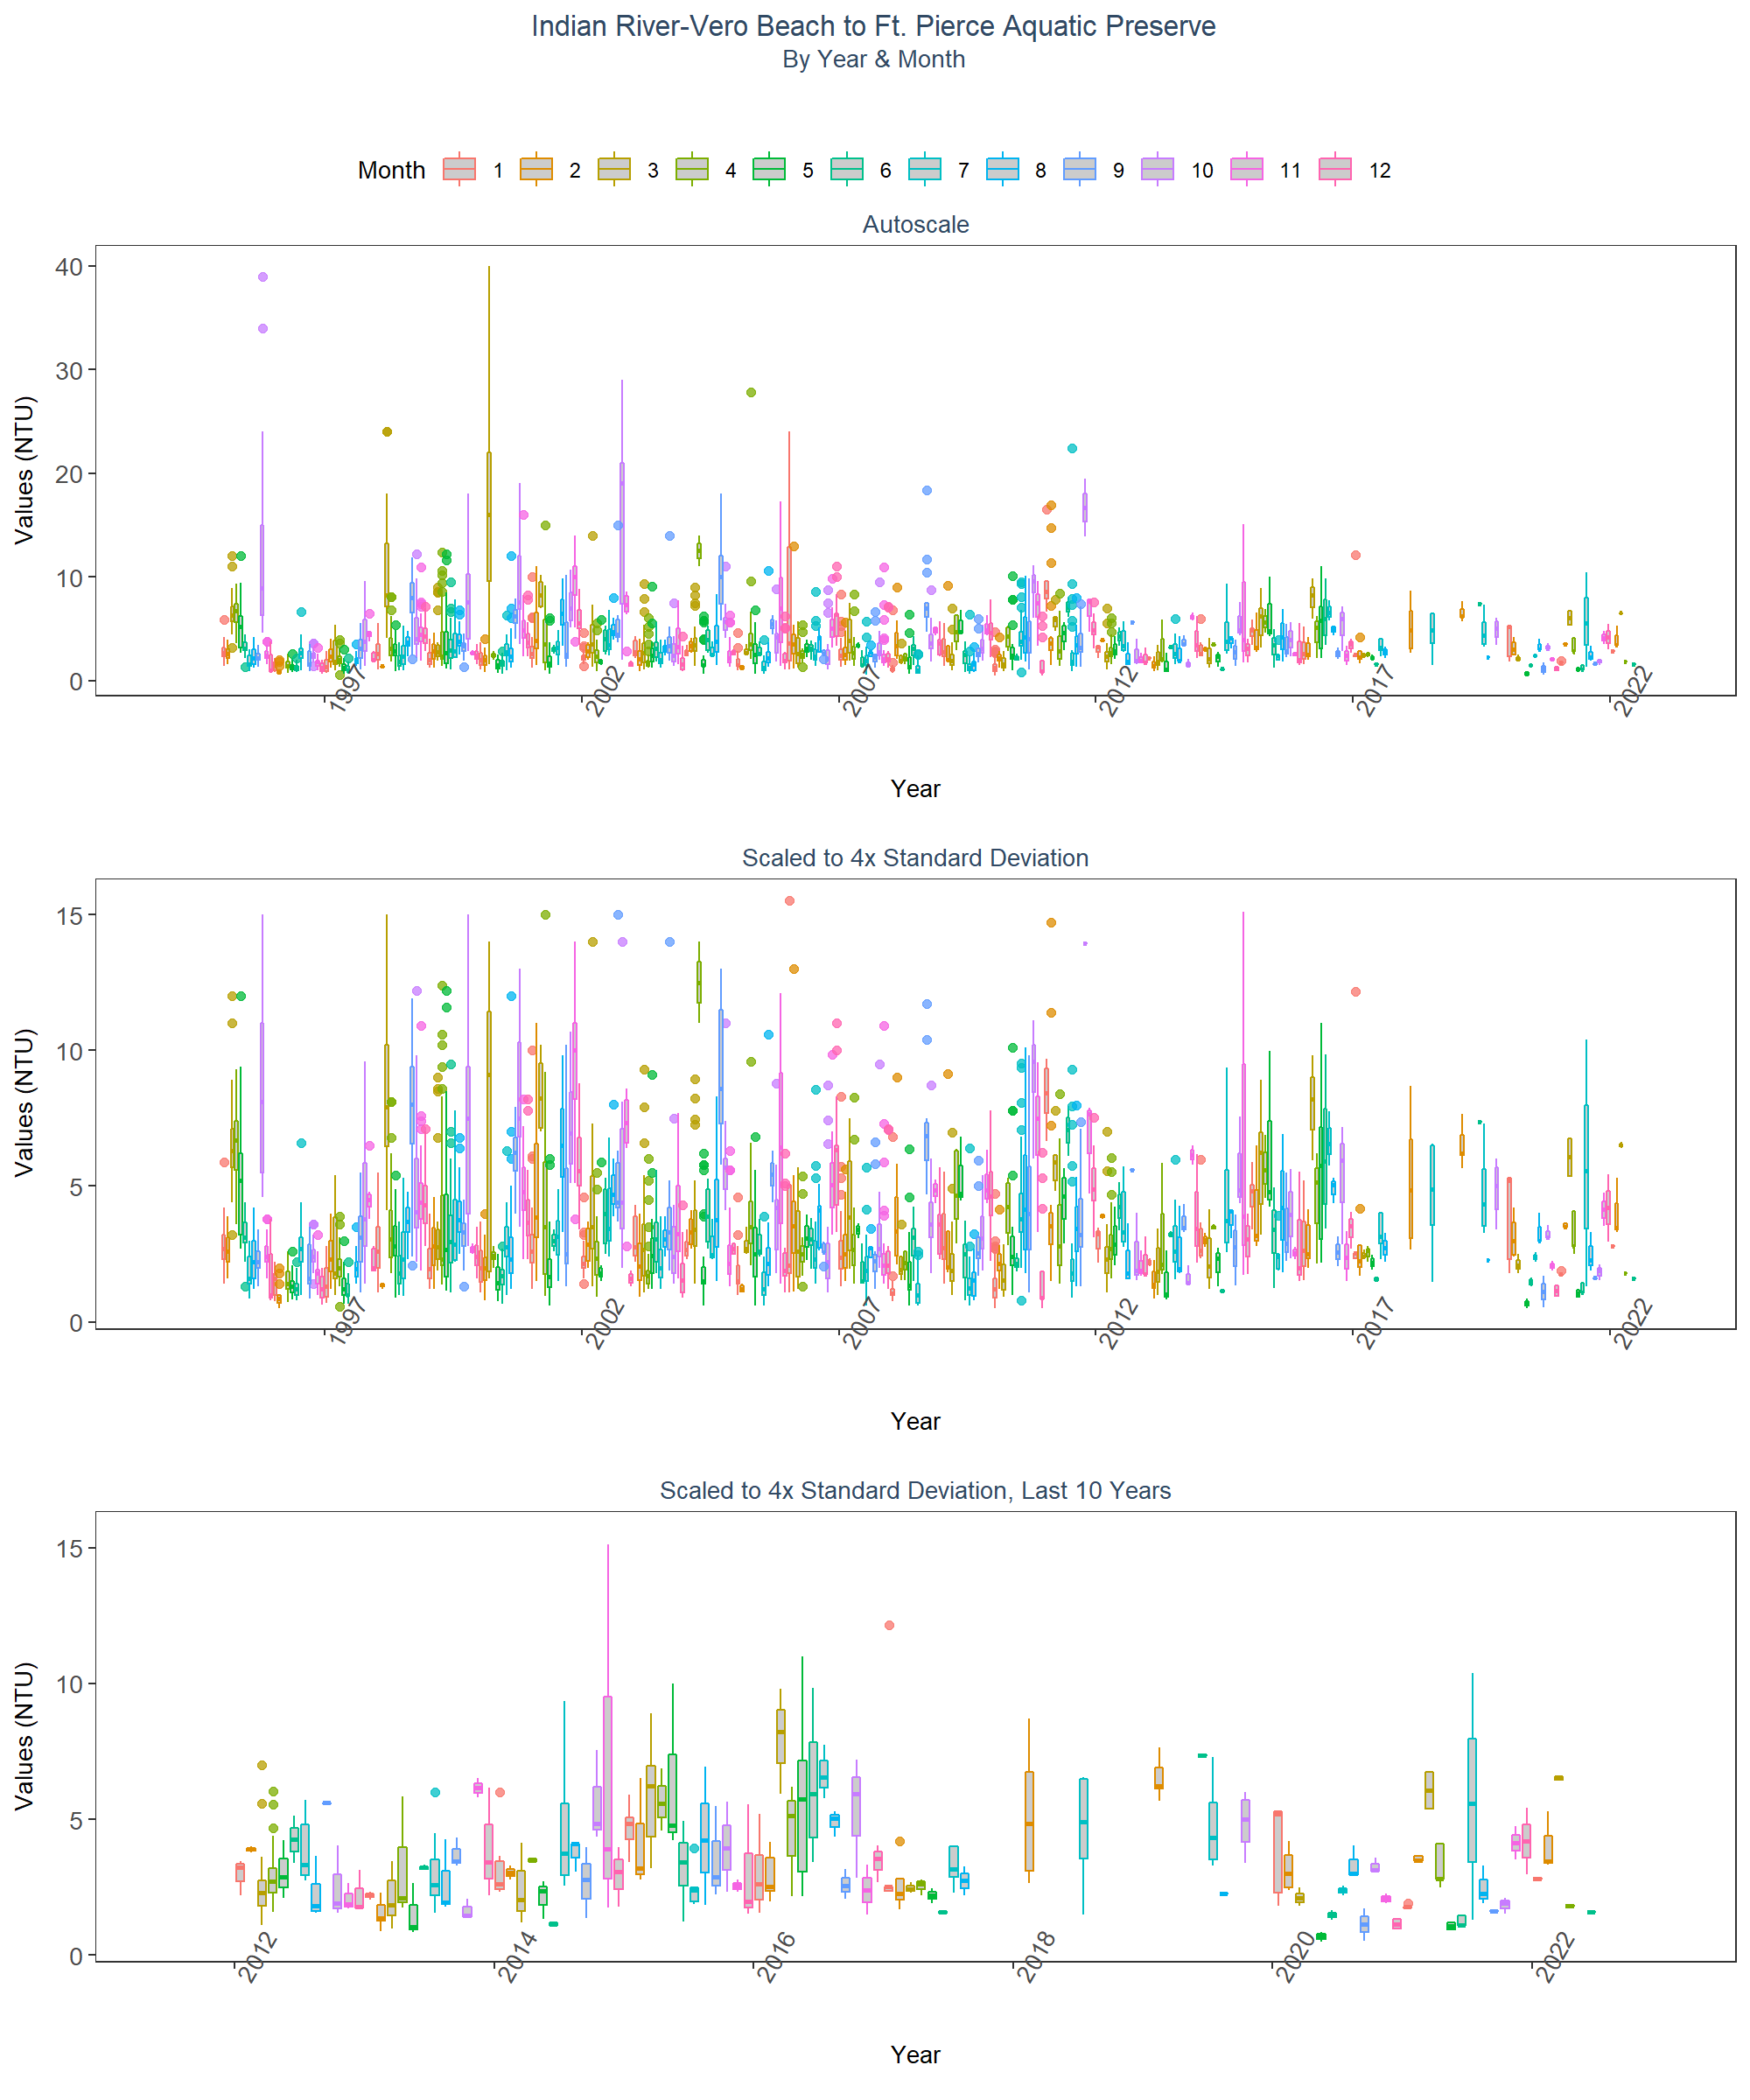 Indian River-Vero Beach to Ft. Pierce Aquatic Preserve
By Year & Month
Month 1 2 3 4 5 6 7 8 9 10 11 12
Autoscale
Values (NTU)
40
30
20
10
0
1997 2002 2007 2012 2017 2022
Year
Scaled to 4x Standard Deviation
Values (NTU)
15
10
5
0
1997 2002 2007 2012 2017 2022
Year
Scaled to 4x Standard Deviation, Last 10 Years
Values (NTU)
15
10
5
0
2012 2014 2016 2018 2020 2022
Year